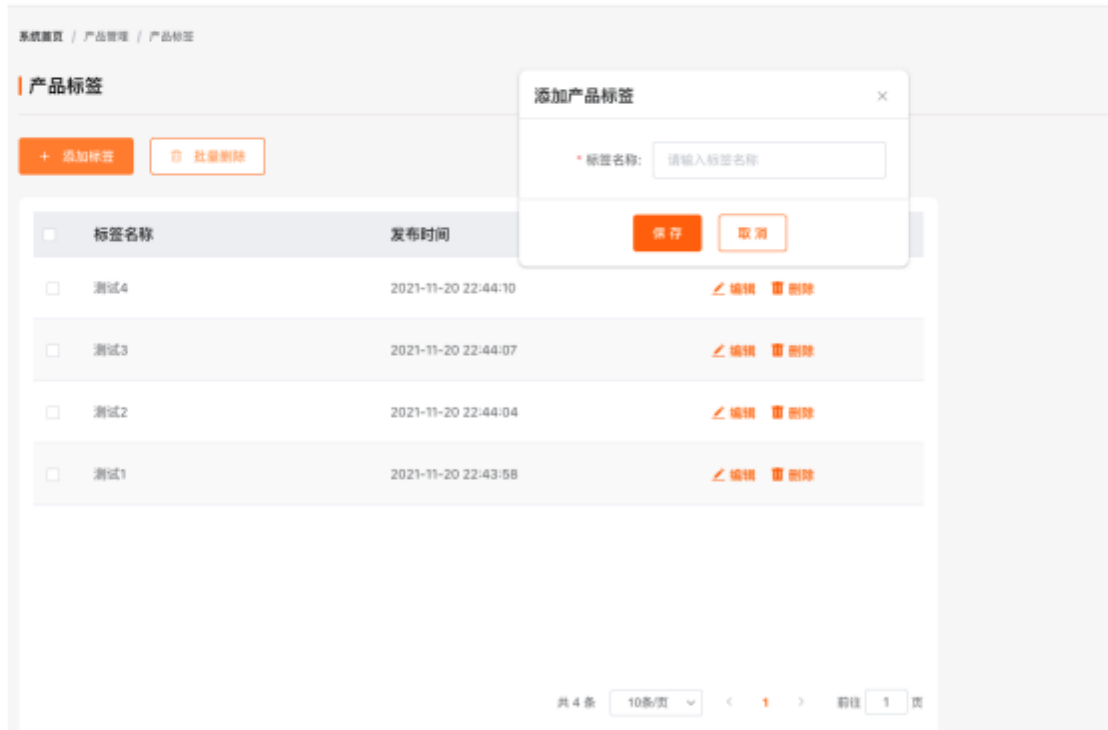 系统首页 / 产品管理 / 产品标签
产品标签
+ 添加标签 批量删除
添加产品标签 ×
* 标签名称: 请输入标签名称
保存 取消
标签名称 发布时间
测试4 2021-11-20 22:44:10 编辑 删除
测试3 2021-11-20 22:44:07 编辑 删除
测试2 2021-11-20 22:44:04 编辑 删除
测试1 2021-11-20 22:43:58 编辑 删除
共 4 条 10条/页 < 1 > 前往 1 页